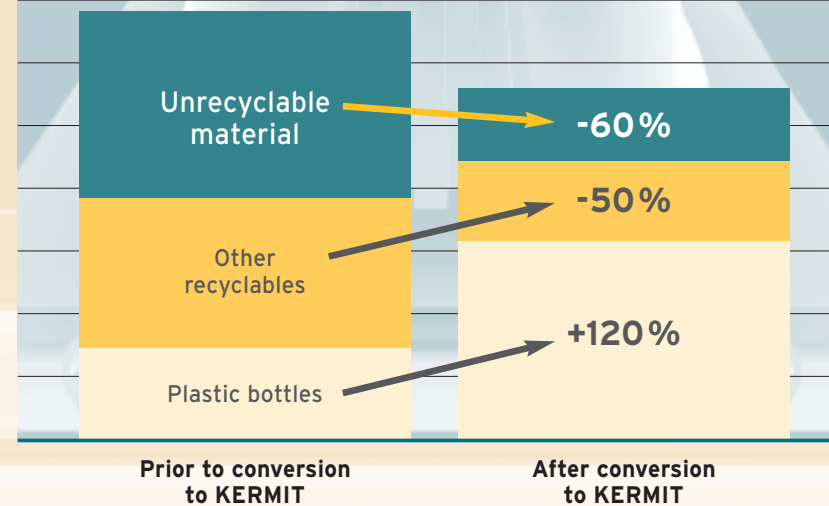 Unrecyclable
material
-60%
Other
recyclables
-50%
Plastic bottles
+120%
Prior to conversion
to KERMIT
After conversion
to KERMIT